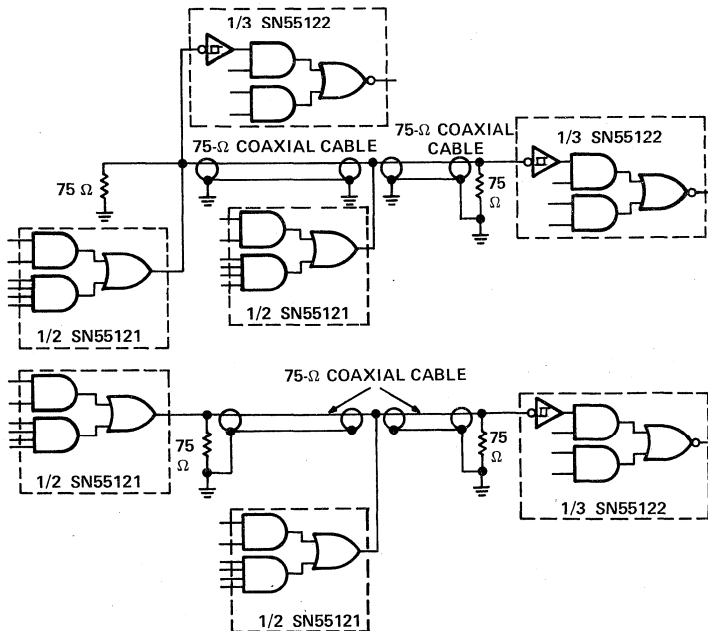 1/3 SN55122
75-Ω COAXIAL CABLE
75-Ω COAXIAL
CABLE
1/3 SN55122
75 Ω
75
Ω
1/2 SN55121
1/2 SN55121
75-Ω COAXIAL CABLE
75
Ω
75
Ω
1/2 SN55121
1/3 SN55122
1/2 SN55121